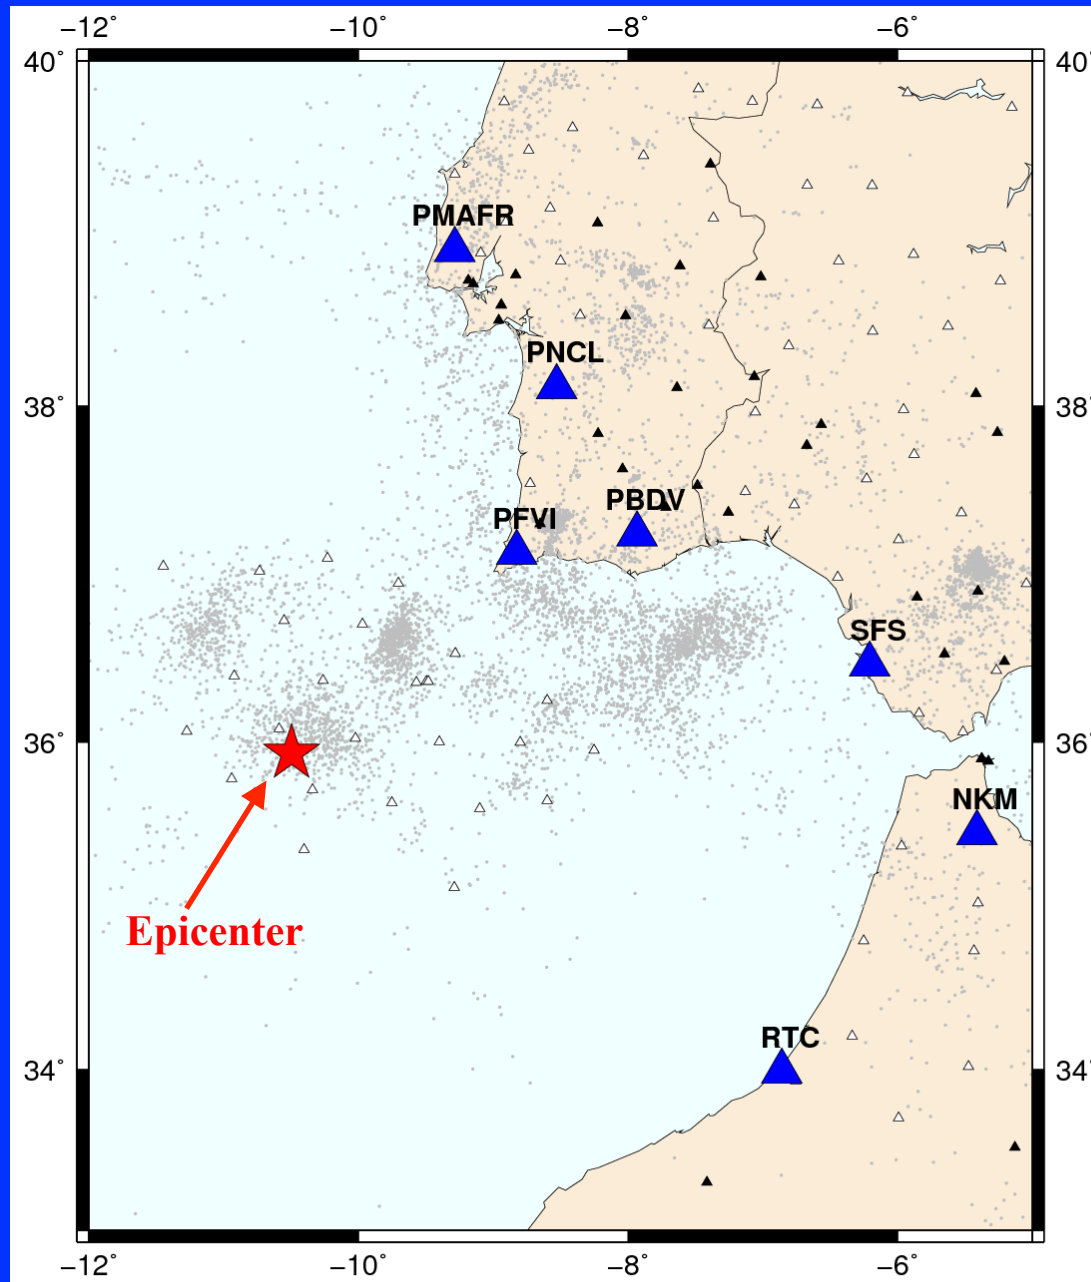 −12˚ −10˚ −8˚ −6˚
40˚ 40˚
PMAFR
PNCL
38˚ 38˚
PBDV
PFVI
SFS
36˚ 36˚
NKM
Epicenter
RTC
34˚ 34˚
−12˚ −10˚ −8˚ −6˚